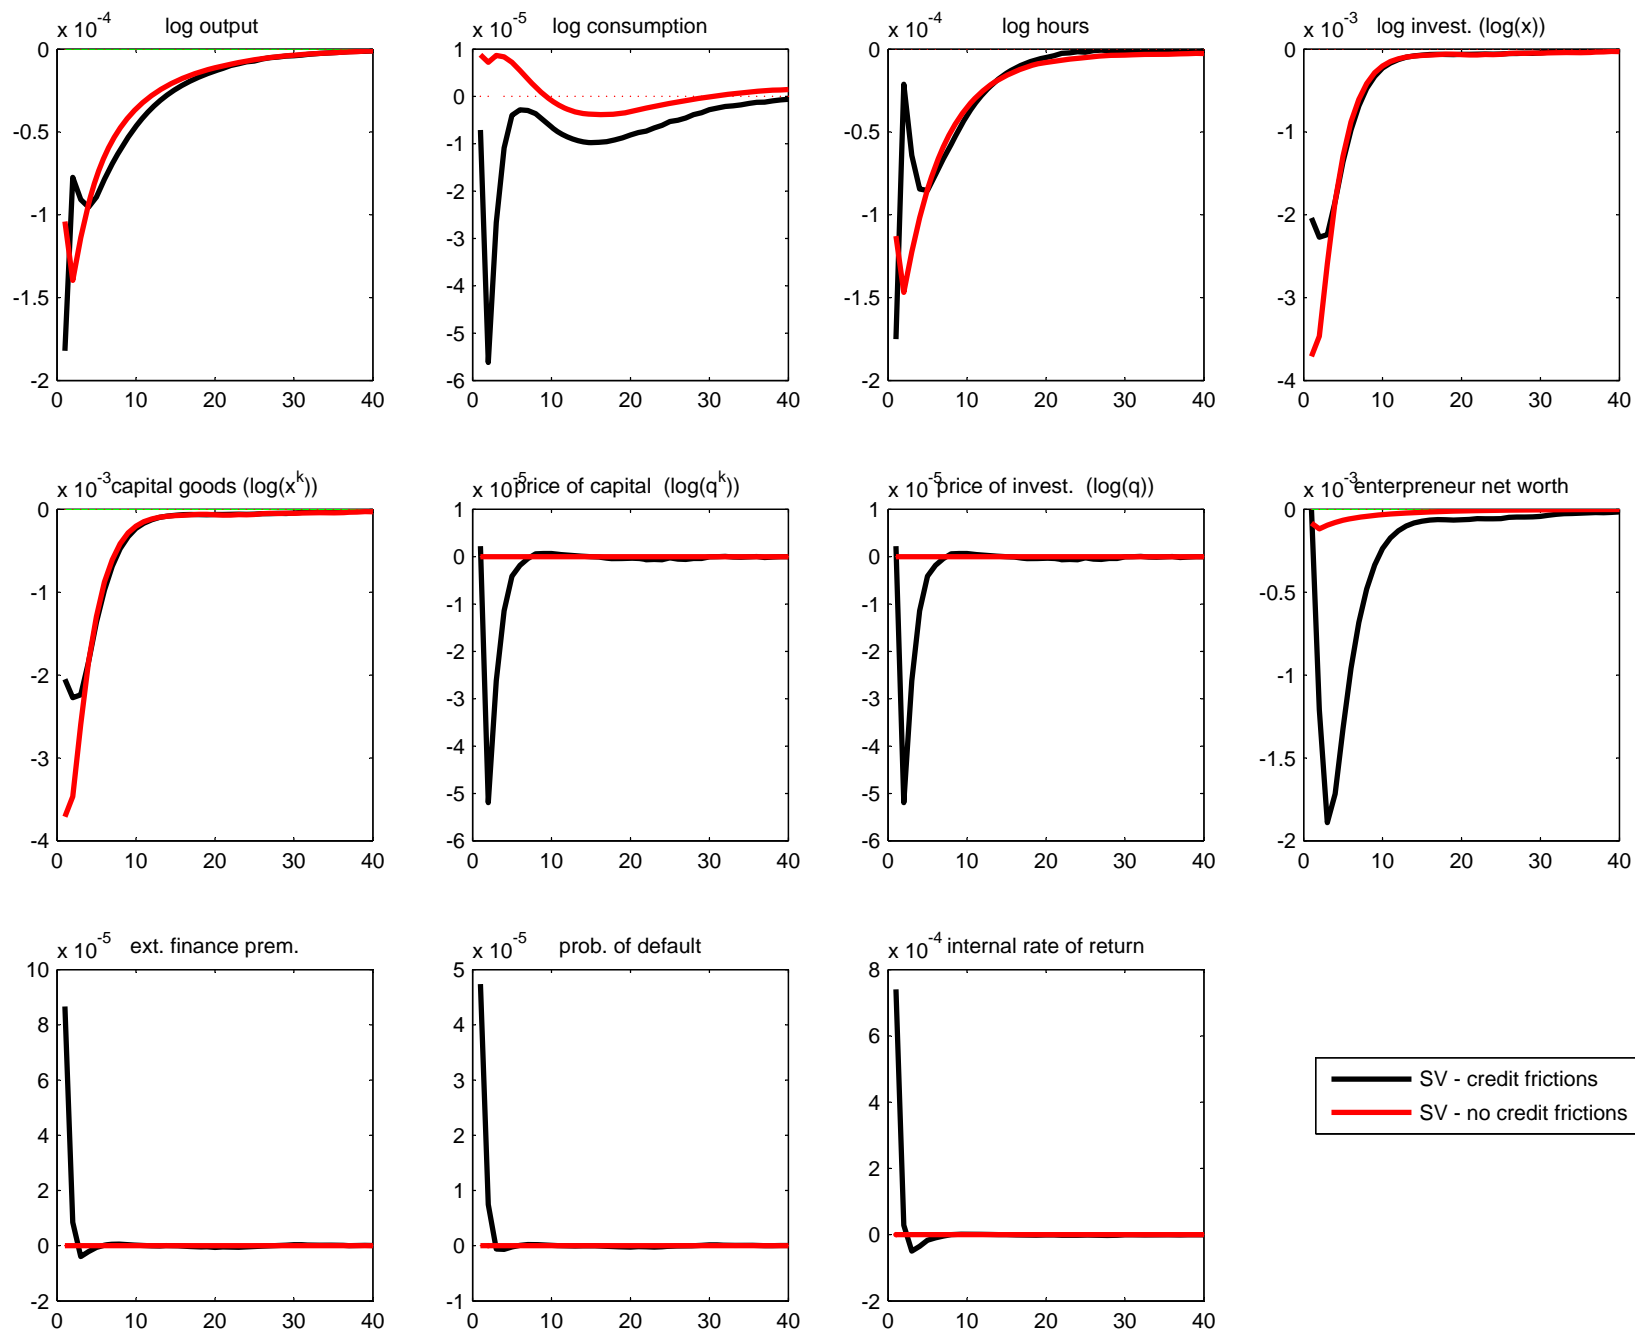 log output
x 10^-4
0
-0.5
-1
-1.5
-2
0 10 20 30 40
log consumption
x 10^-5
1
0
-1
-2
-3
-4
-5
-6
0 10 20 30 40
log hours
x 10^-4
0
-0.5
-1
-1.5
-2
0 10 20 30 40
log invest. (log(x))
x 10^-3
0
-1
-2
-3
-4
0 10 20 30 40
x 10^-3 capital goods (log(x^k))
0
-1
-2
-3
-4
0 10 20 30 40
x 10^-5 price of capital (log(q^k))
1
0
-1
-2
-3
-4
-5
-6
0 10 20 30 40
x 10^-5 price of invest. (log(q))
1
0
-1
-2
-3
-4
-5
-6
0 10 20 30 40
x 10^-3 enterpreneur net worth
0
-0.5
-1
-1.5
-2
0 10 20 30 40
x 10^-5 ext. finance prem.
10
8
6
4
2
0
-2
0 10 20 30 40
x 10^-5 prob. of default
5
4
3
2
1
0
-1
0 10 20 30 40
x 10^-4 internal rate of return
8
6
4
2
0
-2
0 10 20 30 40
SV - credit frictions
SV - no credit frictions